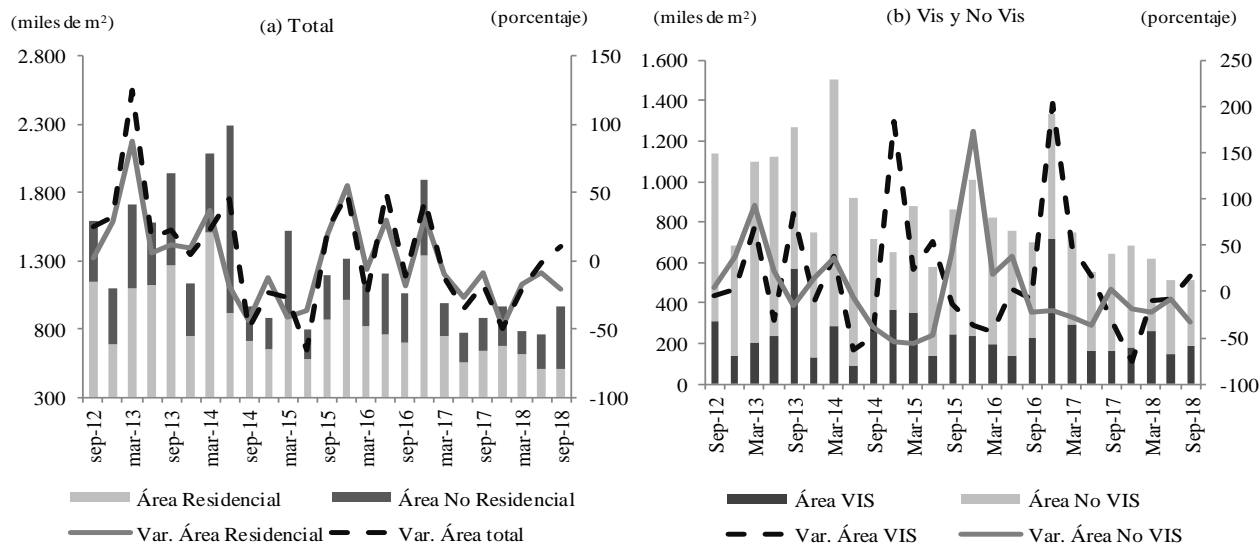 (miles de m²)
(a) Total
(porcentaje)
2.800
2.300
1.800
1.300
800
300
150
100
50
0
-50
-100
sep-12
mar-13
sep-13
mar-14
sep-14
mar-15
sep-15
mar-16
sep-16
mar-17
sep-17
mar-18
sep-18
Área Residencial
Área No Residencial
Var. Área Residencial
Var. Área total
(miles de m²)
(b) Vis y No Vis
(porcentaje)
1.600
1.400
1.200
1.000
800
600
400
200
0
250
200
150
100
50
0
-50
-100
Sep-12
Mar-13
Sep-13
Mar-14
Sep-14
Mar-15
Sep-15
Mar-16
Sep-16
Mar-17
Sep-17
Mar-18
Sep-18
Área VIS
Área No VIS
Var. Área VIS
Var. Área No VIS